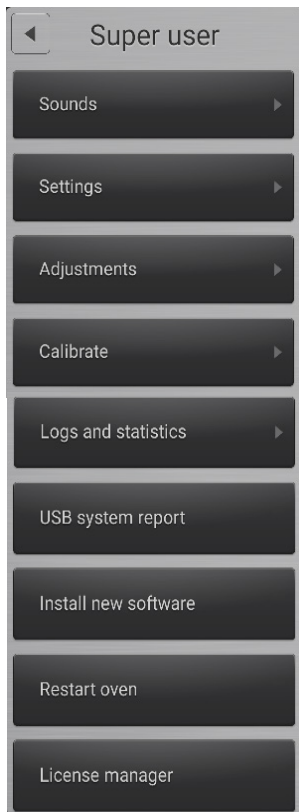 Super user
Sounds
Settings
Adjustments
Calibrate
Logs and statistics
USB system report
Install new software
Restart oven
License manager